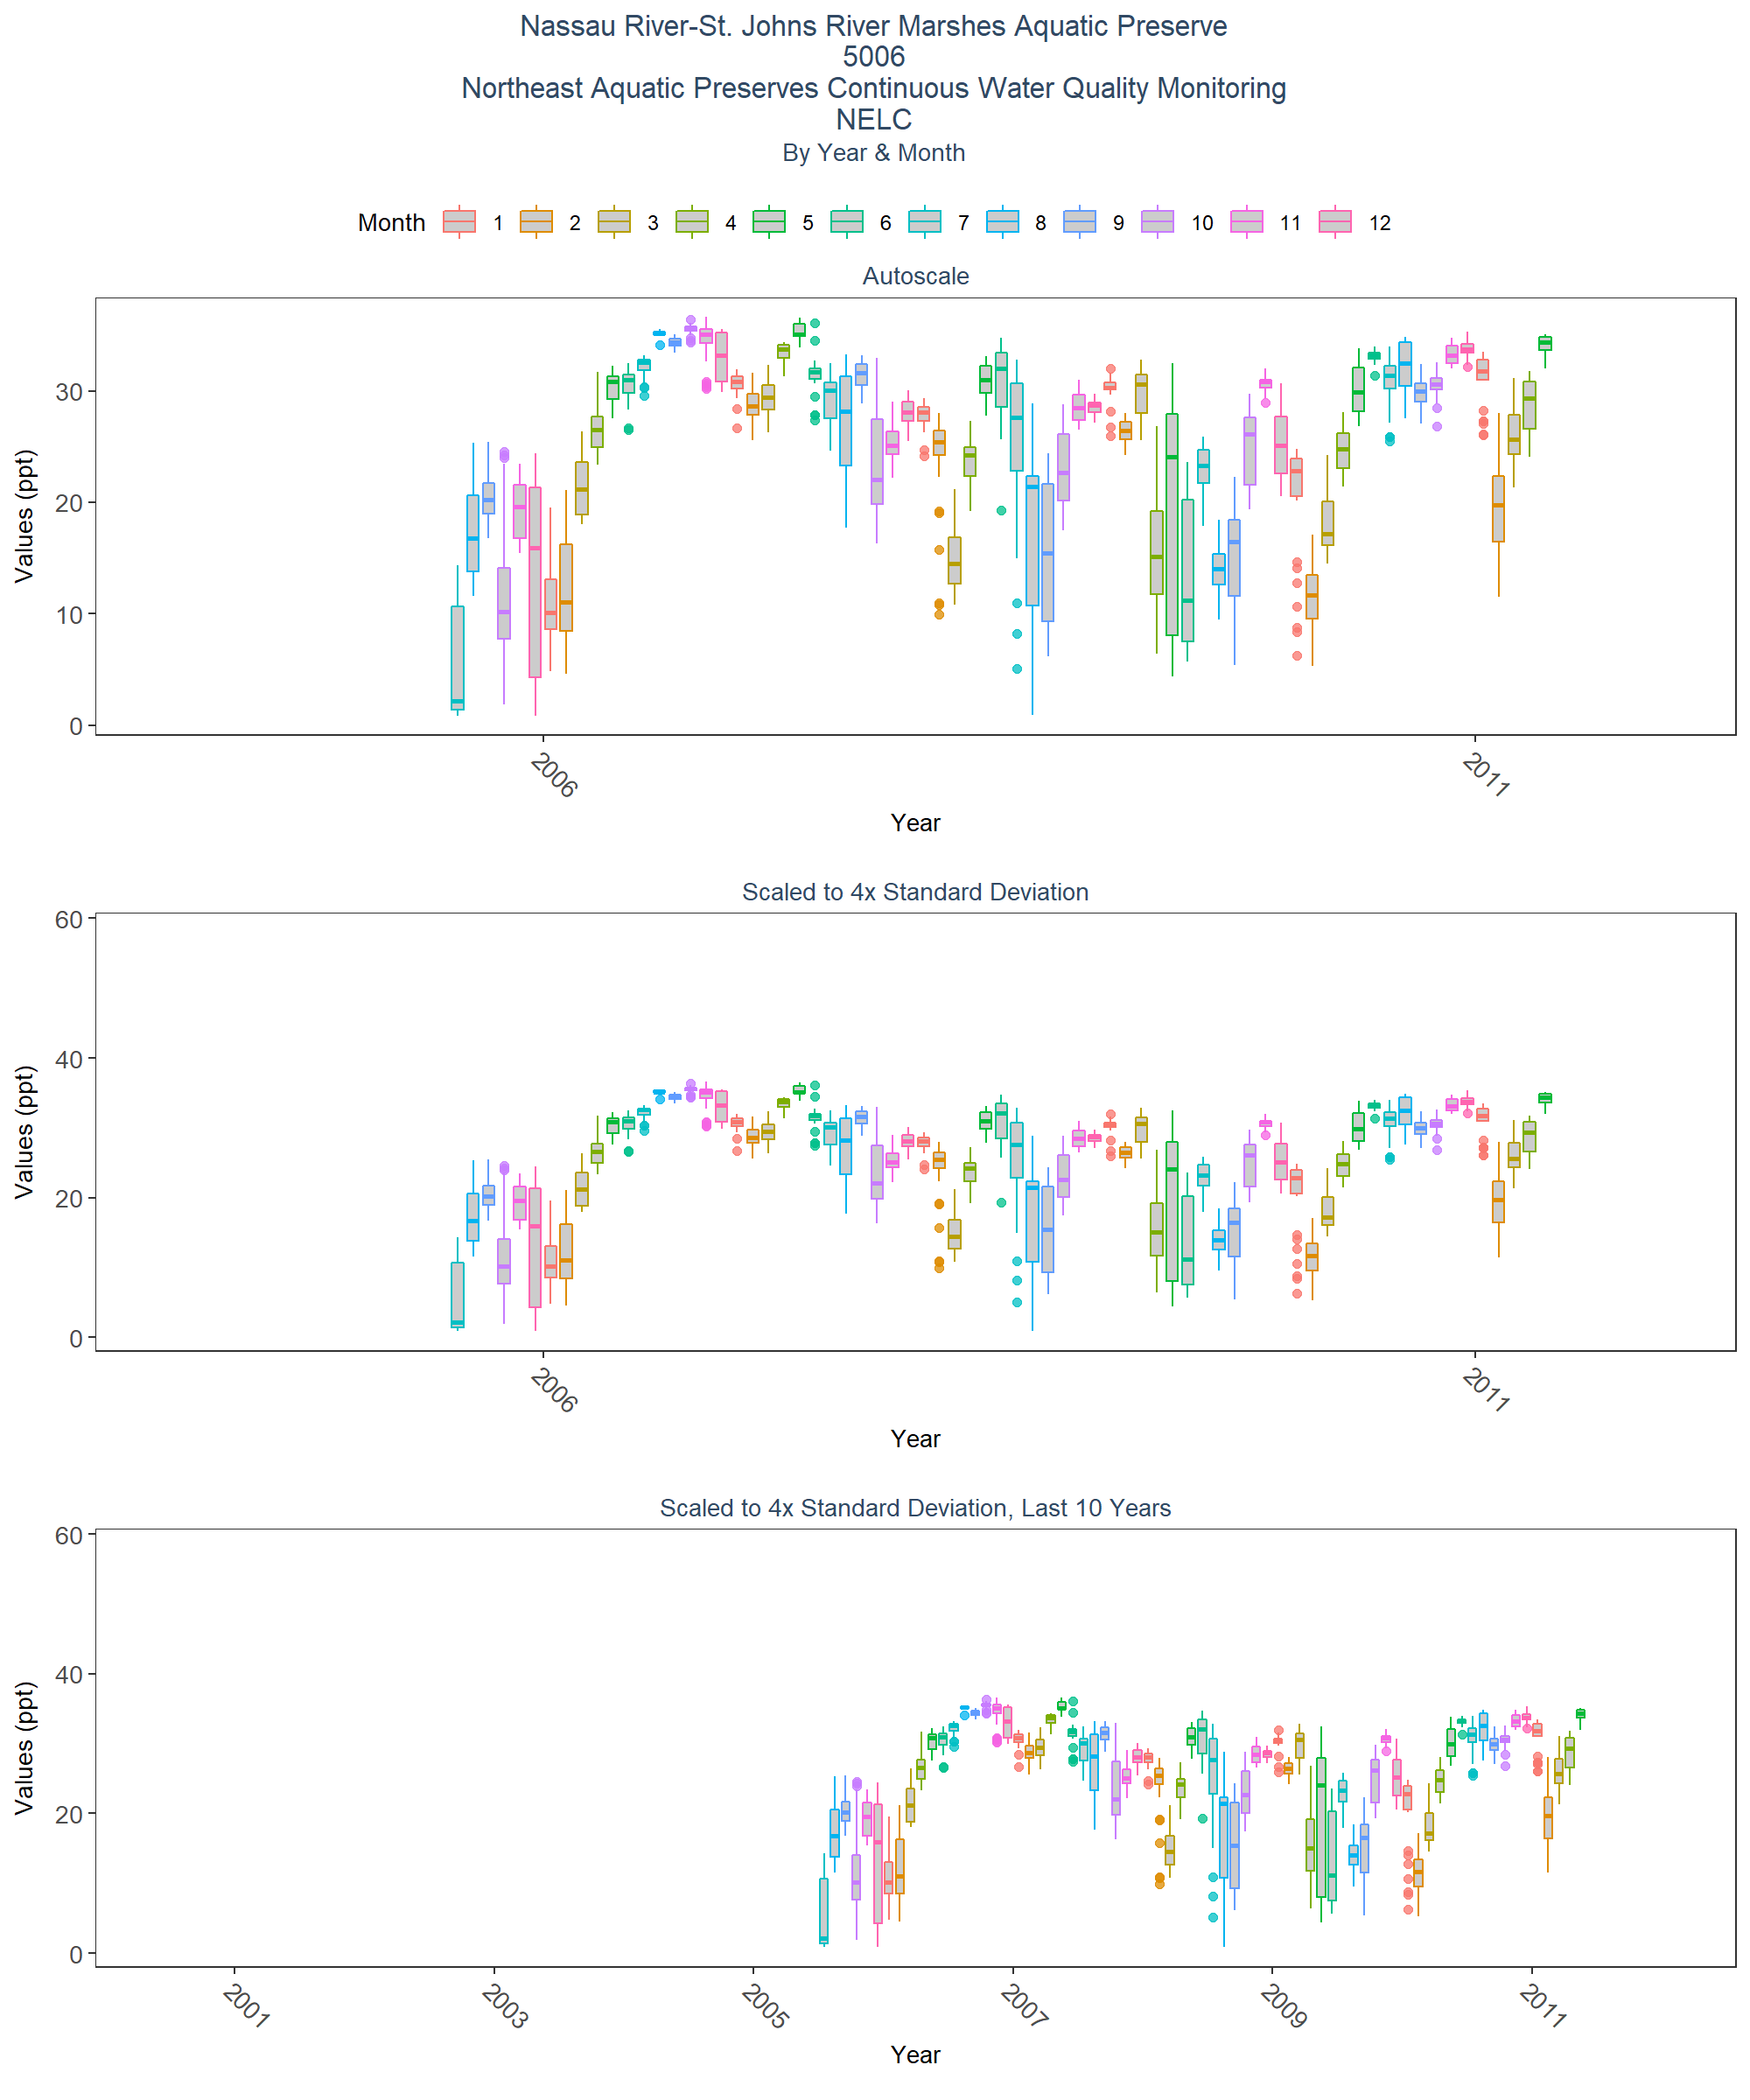 Nassau River-St. Johns River Marshes Aquatic Preserve
5006
Northeast Aquatic Preserves Continuous Water Quality Monitoring
NELC
By Year & Month
Month 1 2 3 4 5 6 7 8 9 10 11 12
Autoscale
Values (ppt)
30
20
10
0
2006 2011
Year
Scaled to 4x Standard Deviation
Values (ppt)
60
40
20
0
2006 2011
Year
Scaled to 4x Standard Deviation, Last 10 Years
Values (ppt)
60
40
20
0
2001 2003 2005 2007 2009 2011
Year